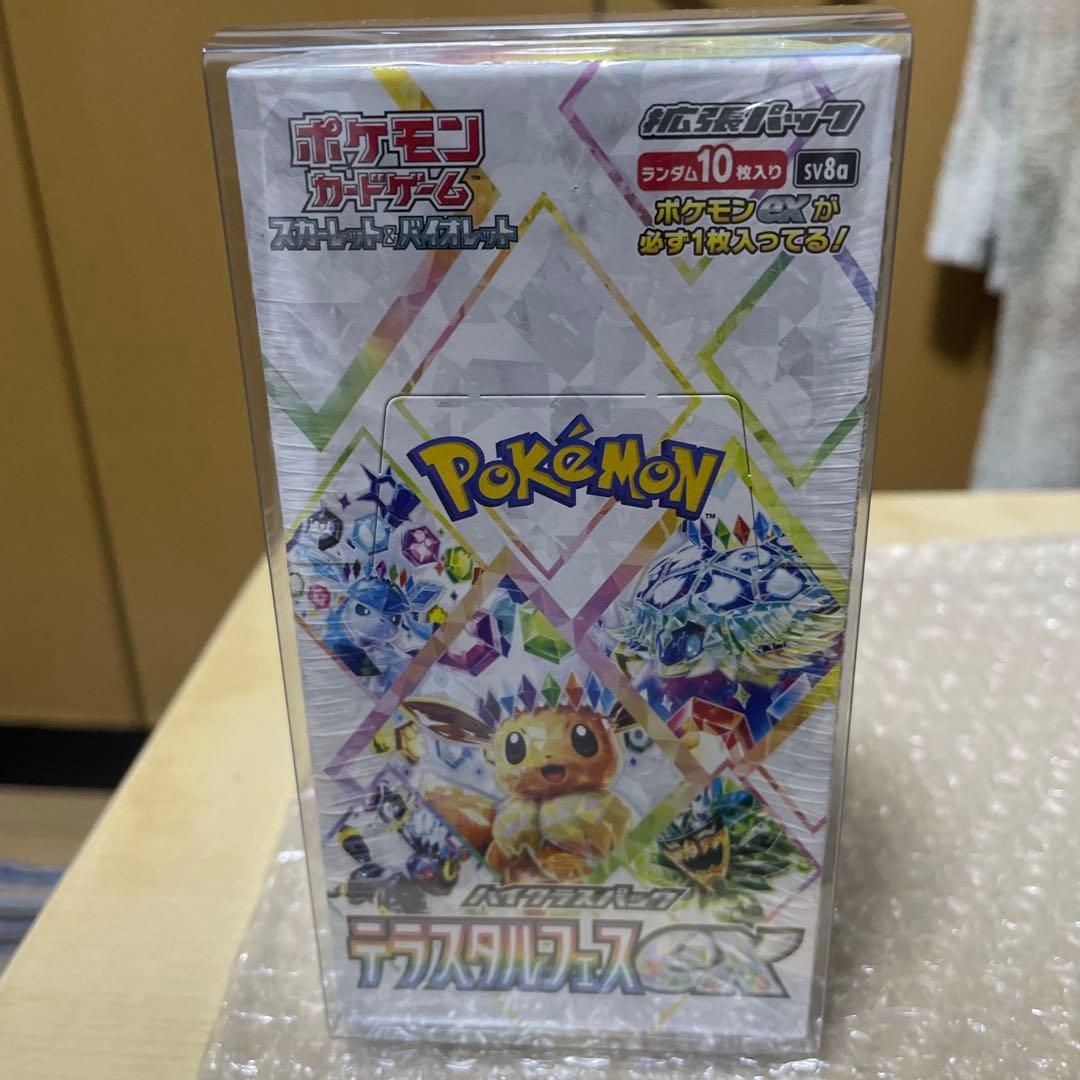 ポケモン
カードゲーム™
スカーレット&バイオレット
拡張パック
ランダム10枚入り SV8a
ポケモンexが
必ず1枚入ってる!
POKéMON™
ハイクラスパック
テラスタルフェスex